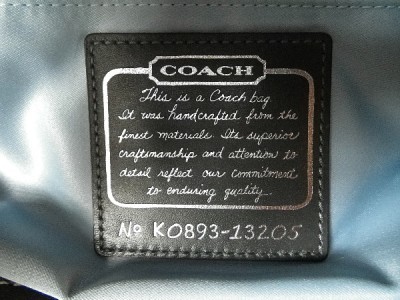 COACH
This is a Coach bag
It was handcrafted from the
finest materials. Its superior
craftsmanship and attention to
detail reflect our commitment
to enduring quality.
No K0893-13205